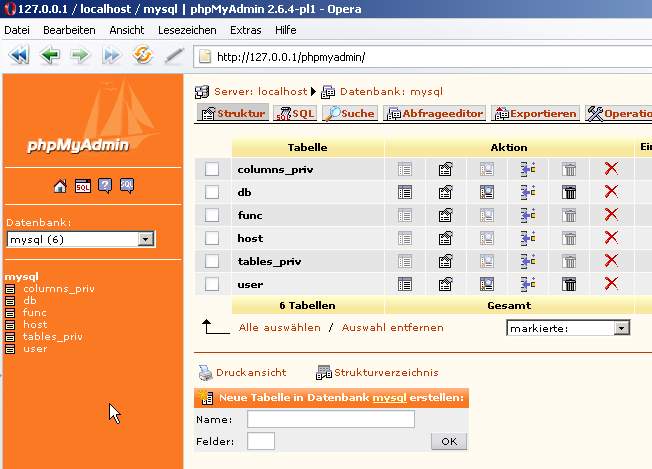 127.0.0.1 / localhost / mysql | phpMyAdmin 2.6.4-pl1 - Opera
Datei Bearbeiten Ansicht Lesezeichen Extras Hilfe
http://127.0.0.1/phpmyadmin/
phpMyAdmin
SQL
Datenbank:
mysql (6)
mysql
columns_priv
db
func
host
tables_priv
user
Server: localhost Datenbank: mysql
Struktur SQL Suche Abfrageeditor Exportieren Operatio
Tabelle Aktion Ei
columns_priv
db
func
host
tables_priv
user
6 Tabellen Gesamt
Alle auswählen / Auswahl entfernen markierte:
Druckansicht Strukturverzeichnis
Neue Tabelle in Datenbank mysql erstellen:
Name:
Felder: OK